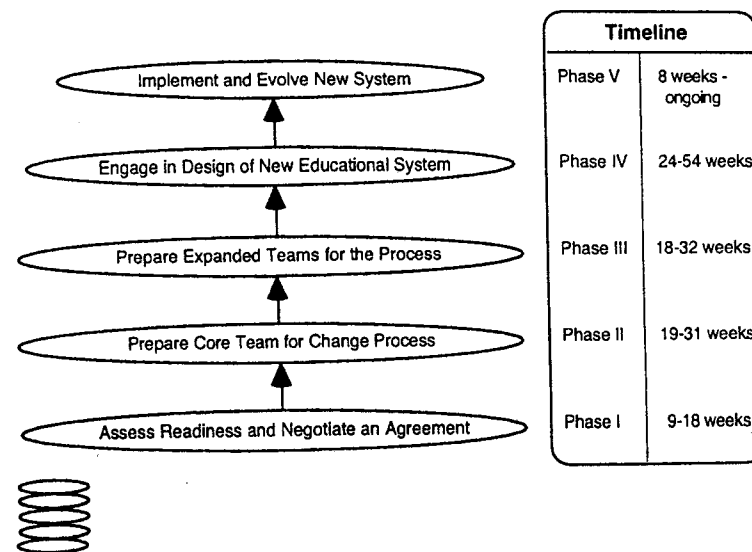 Timeline
Implement and Evolve New System
Phase V 8 weeks -
ongoing
Engage in Design of New Educational System
Phase IV 24-54 weeks
Prepare Expanded Teams for the Process
Phase III 18-32 weeks
Prepare Core Team for Change Process
Phase II 19-31 weeks
Assess Readiness and Negotiate an Agreement
Phase I 9-18 weeks